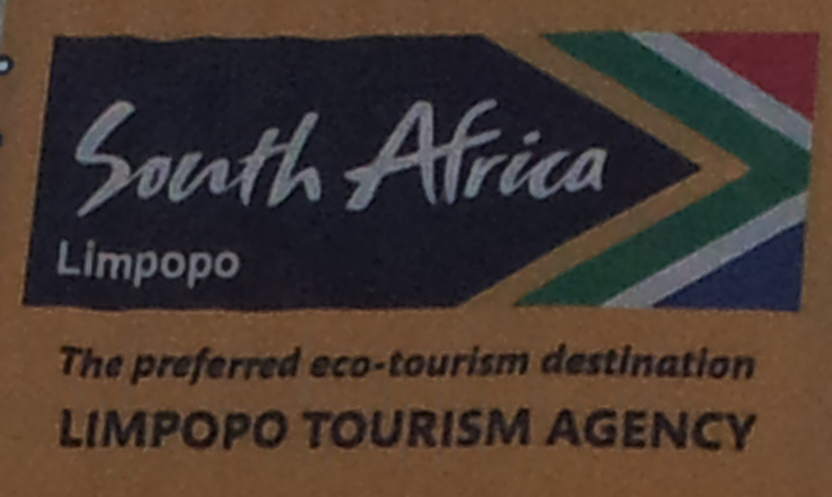 South Africa
Limpopo
The preferred eco-tourism destination
LIMPOPO TOURISM AGENCY